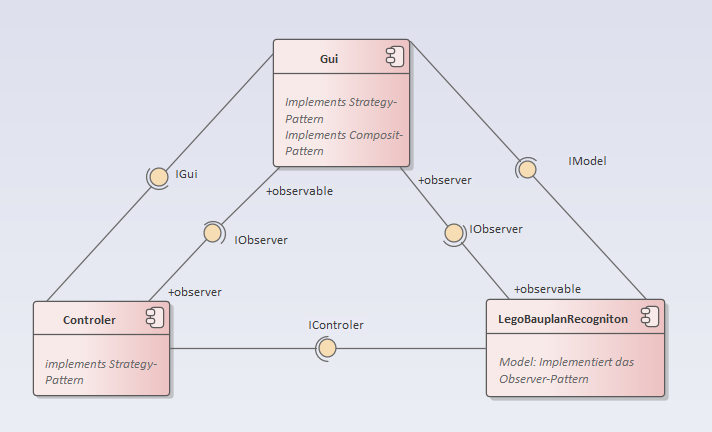 Gui
Implements Strategy-
Pattern
Implements Composit-
Pattern
IGui
+observable
IObserver
+observer
+observer
IObserver
+observable
IModel
Controler
implements Strategy-
Pattern
IControler
LegoBauplanRecogniton
Model: Implementiert das
Observer-Pattern